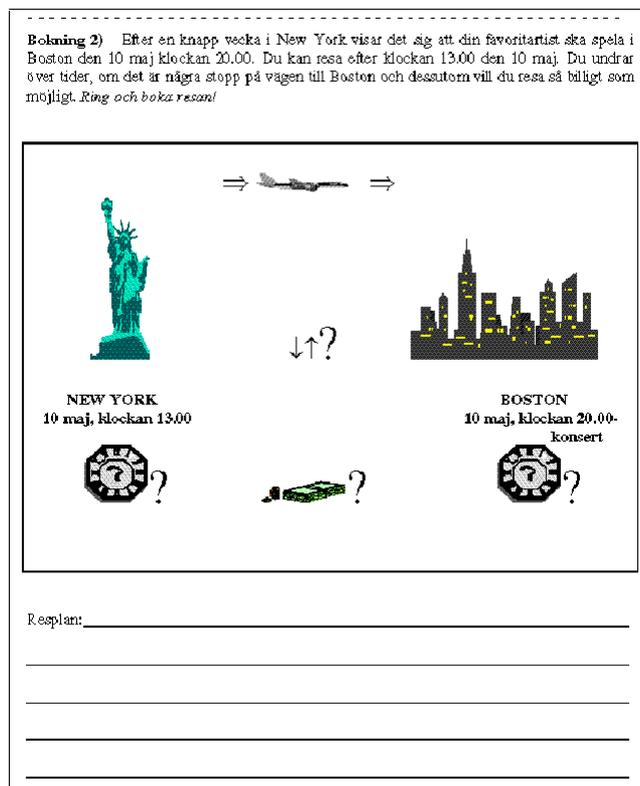 Bokning 2) Efter en knapp vecka i New York visar det sig att din favoritartist ska spela i
Boston den 10 maj klockan 20.00. Du kan resa efter klockan 13.00 den 10 maj. Du undrar
över tider, om det är några stopp på vägen till Boston och dessutom vill du resa så billigt som
möjligt. Ring och boka resan!
⇒ ⇒
↓↑?
NEW YORK
10 maj, klockan 13.00
BOSTON
10 maj, klockan 20.00-
konsert
? ? ?
? ?
Resplan: